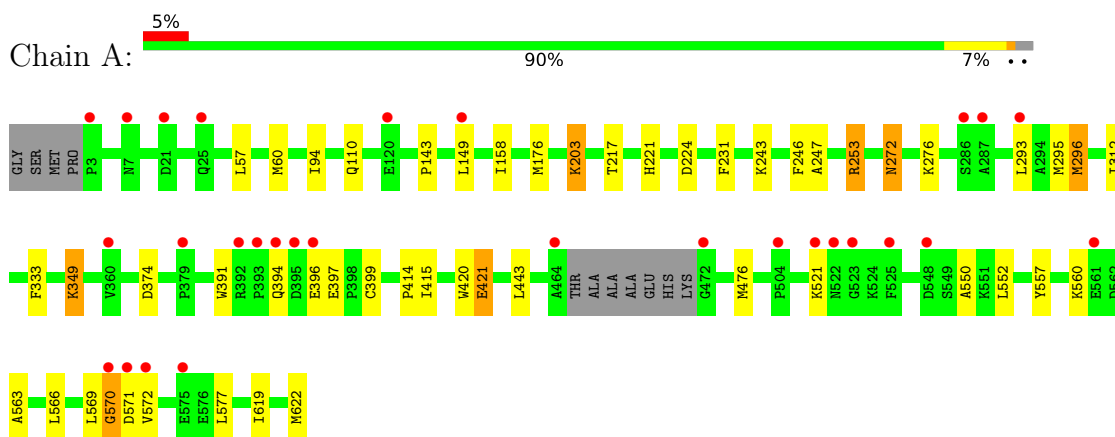 5%
Chain A:
90% 7% • •
GLY SER MET PRO P3 N7 D21 Q25 L57 M60 I94 Q110 E120 P143 L149 I158 M176 K203 T217 H221 D224 F231 K243 F246 A247 R253 N272 K276 S286 A287 L293 A294 M295 M296
F333 K349 V360 D374 P379 W391 R392 P393 Q394 D395 E396 E397 P398 C399 P414 I415 W420 E421 L443 A464 THR ALA ALA ALA GLU HIS LYS G472 M476 P504 K521 N522 G523 K524 F525 D548 S549 A550 K551 L552 Y557 K560 E561
A563 L566 L569 G570 D571 V572 E575 E576 L577 I619 M622